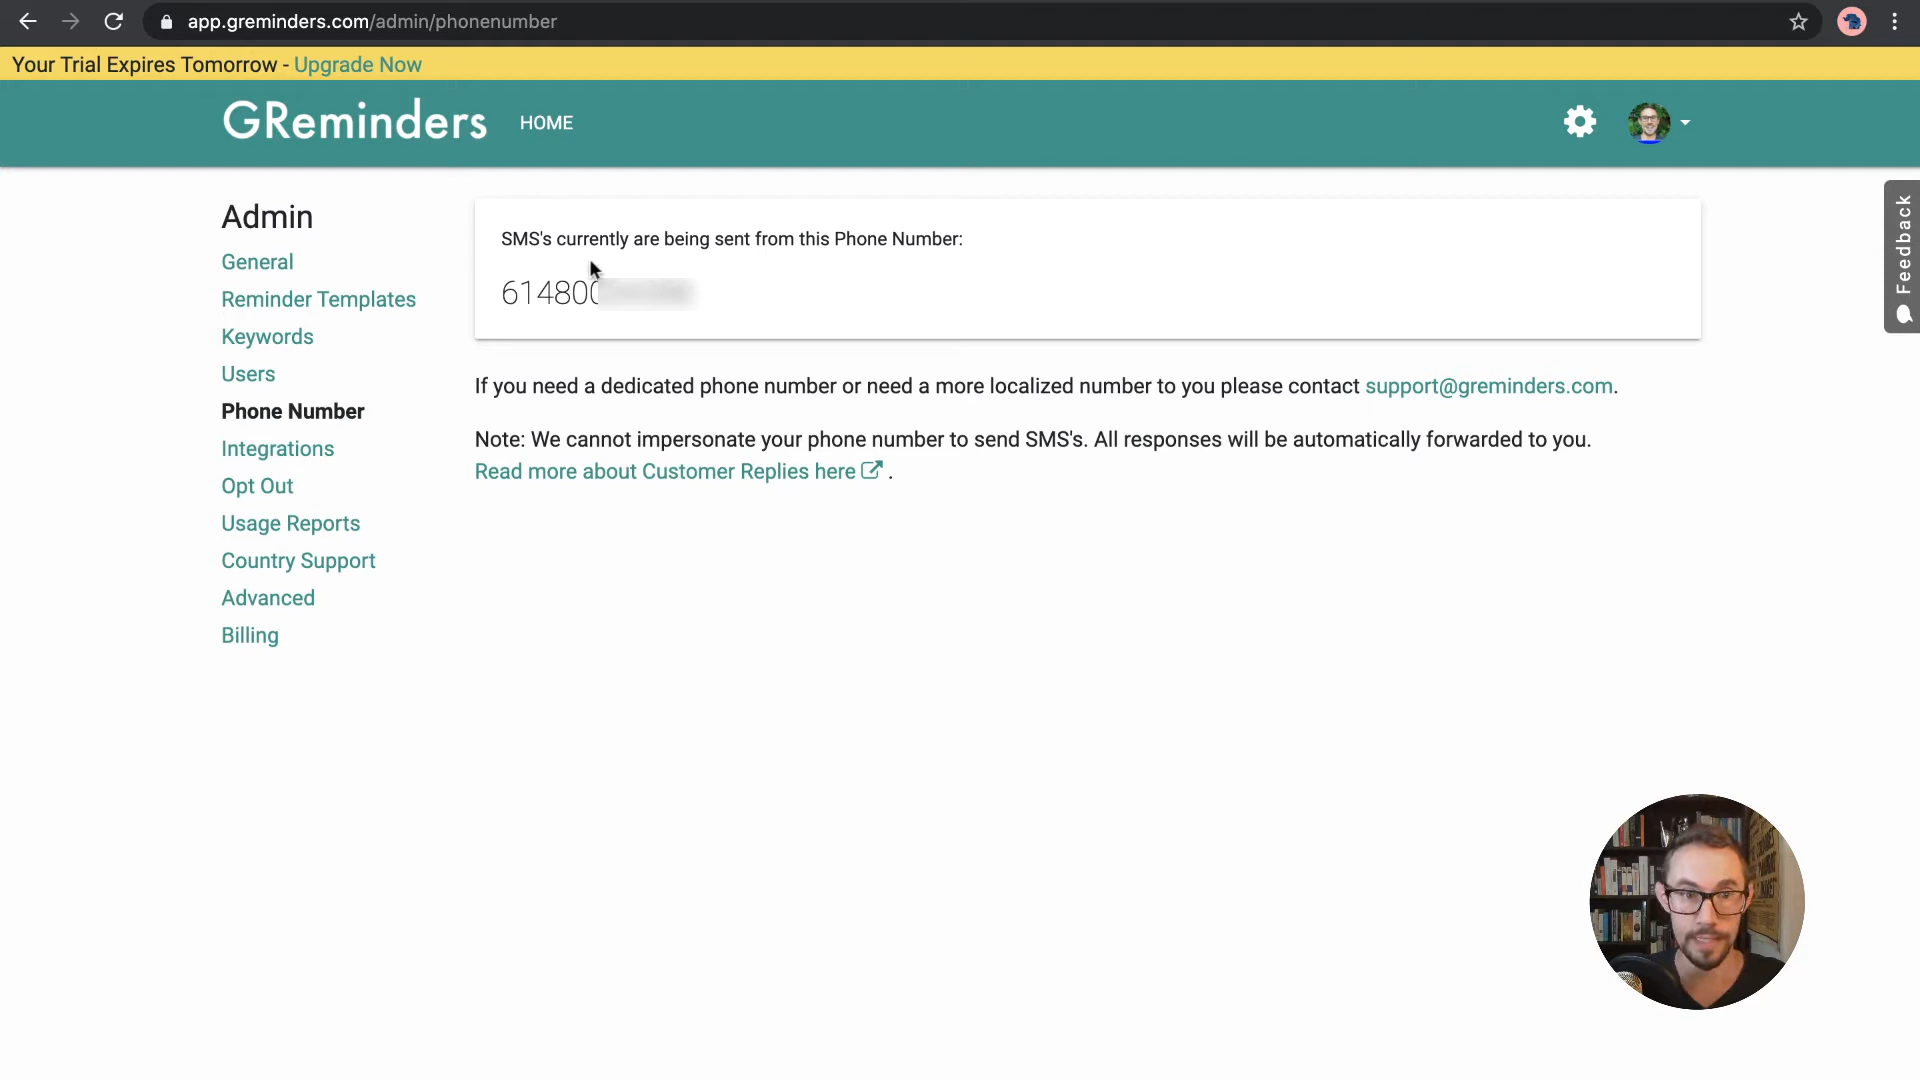 app.greminders.com/admin/phonenumber
Your Trial Expires Tomorrow - Upgrade Now
GReminders
HOME
Feedback
Admin
General
Reminder Templates
Keywords
Users
Phone Number
Integrations
Opt Out
Usage Reports
Country Support
Advanced
Billing
SMS's currently are being sent from this Phone Number:
614800
If you need a dedicated phone number or need a more localized number to you please contact support@greminders.com.
Note: We cannot impersonate your phone number to send SMS's. All responses will be automatically forwarded to you.
Read more about Customer Replies here .